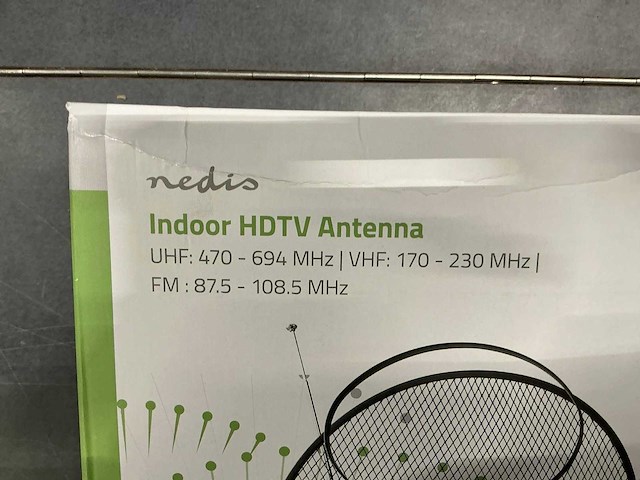 nedis
Indoor HDTV Antenna
UHF: 470 - 694 MHz | VHF: 170 - 230 MHz |
FM : 87.5 - 108.5 MHz